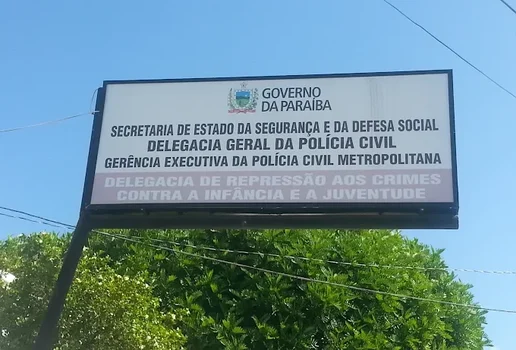 GOVERNO
DA PARAÍBA
SECRETARIA DE ESTADO DA SEGURANÇA E DA DEFESA SOCIAL
DELEGACIA GERAL DA POLÍCIA CIVIL
GERÊNCIA EXECUTIVA DA POLÍCIA CIVIL METROPOLITANA
DELEGACIA DE REPRESSÃO AOS CRIMES
CONTRA A INFÂNCIA E A JUVENTUDE